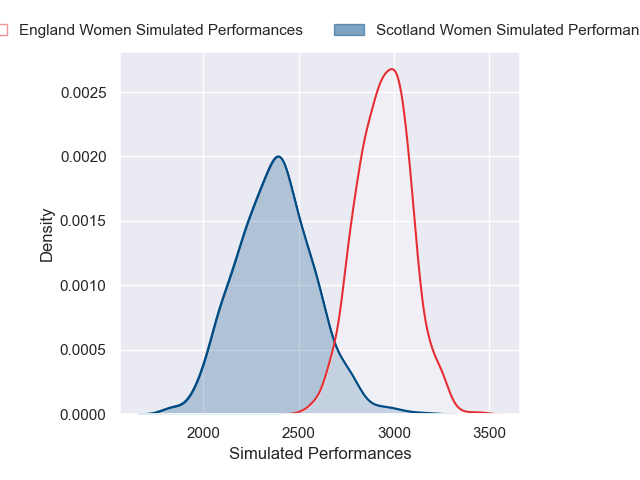 England Women Simulated Performances
Scotland Women Simulated Performan
0.0025
0.0020
0.0015
0.0010
0.0005
0.0000
Density
2000 2500 3000 3500
Simulated Performances